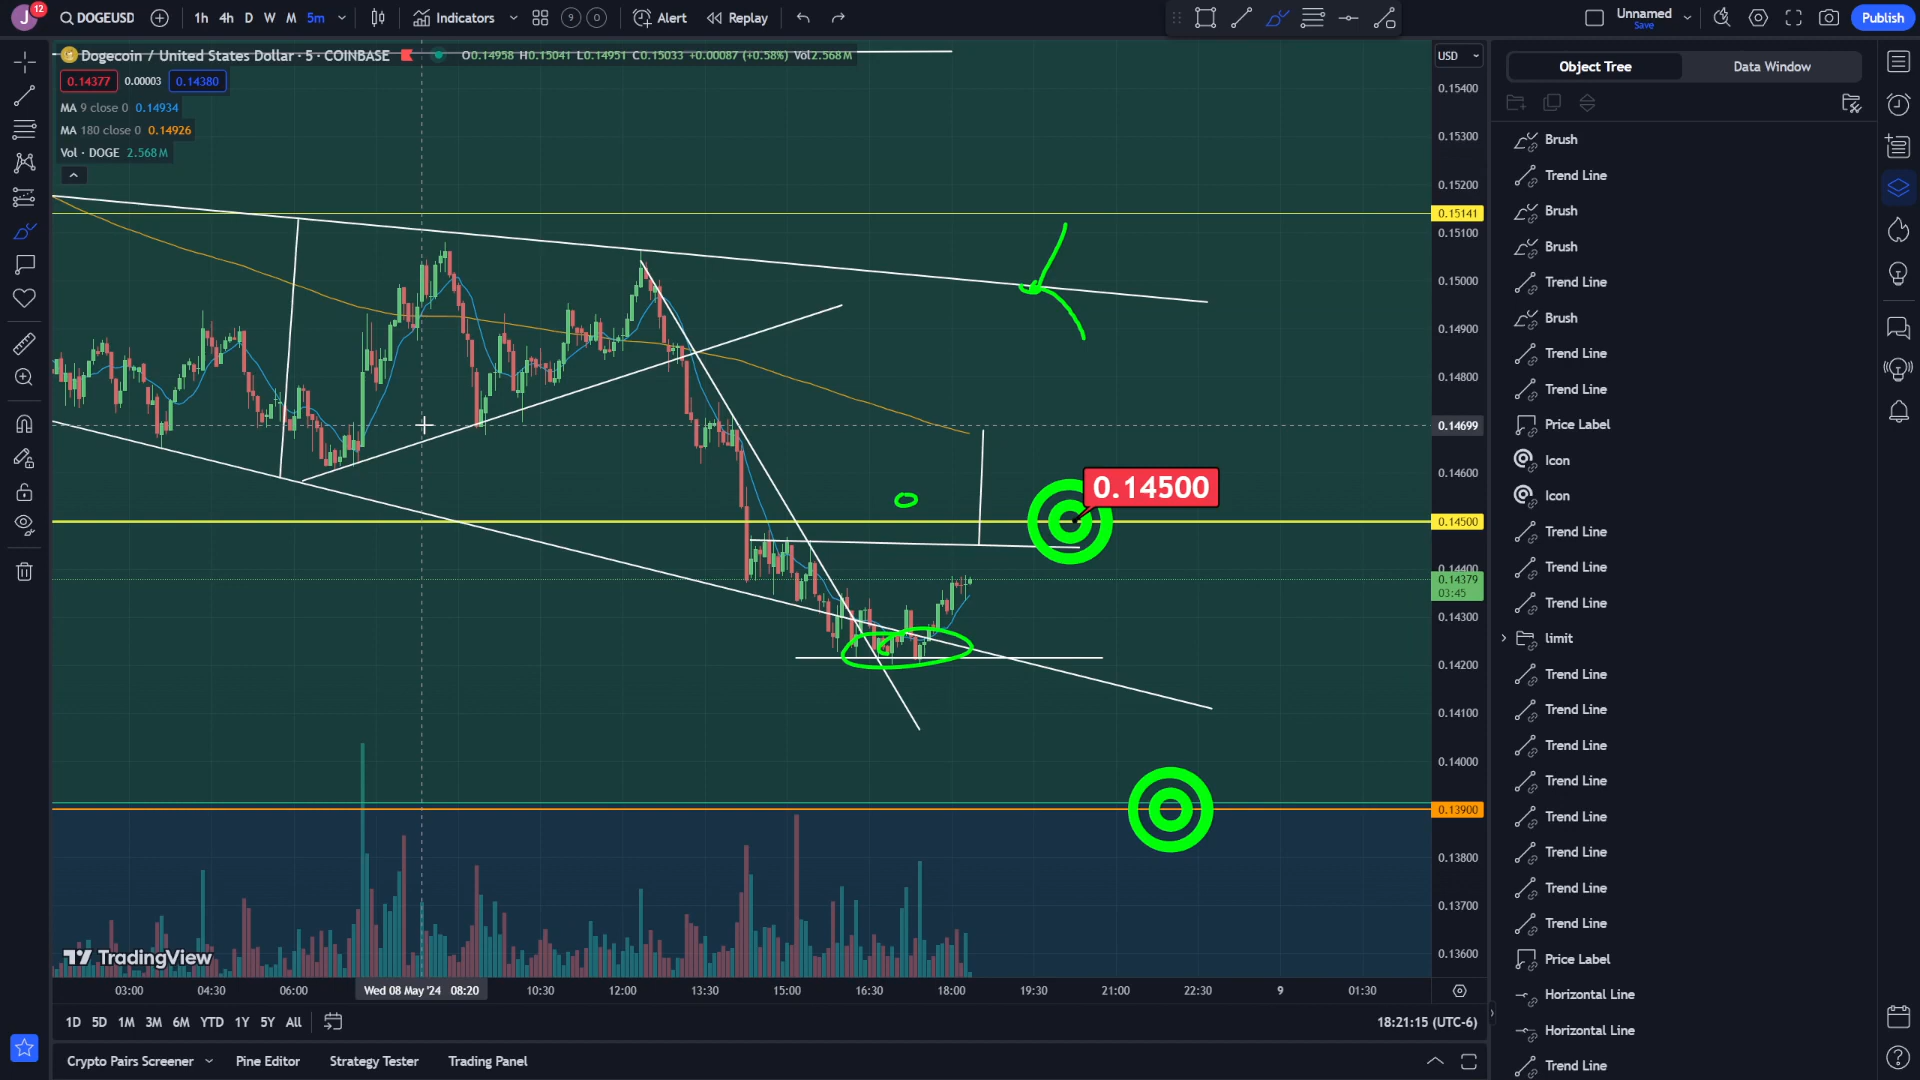 J 12 DOGEUSD 1h 4h D W M 5m Indicators 9 0 Alert Replay Unnamed Save Publish
Dogecoin / United States Dollar · 5 · COINBASE O0.14958 H0.15041 L0.14951 C0.15033 +0.00087 (+0.58%) Vol2.568M USD
0.14377 0.00003 0.14380
MA 9 close 0 0.14934
MA 180 close 0 0.14926
Vol · DOGE 2.568M
0.15400
0.15300
0.15200
0.15141
0.15100
0.15000
0.14900
0.14800
0.14699
0.14600
0.14500
0.14500
0.14400
0.14379
03:45
0.14300
0.14200
0.14100
0.14000
0.13900
0.13800
0.13700
0.13600
TradingView
03:00 04:30 06:00 Wed 08 May '24 08:20 10:30 12:00 13:30 15:00 16:30 18:00 19:30 21:00 22:30 9 01:30
1D 5D 1M 3M 6M YTD 1Y 5Y All 18:21:15 (UTC-6)
Crypto Pairs Screener Pine Editor Strategy Tester Trading Panel
Object Tree Data Window
Brush
Trend Line
Brush
Brush
Trend Line
Brush
Trend Line
Trend Line
Price Label
Icon
Icon
Trend Line
Trend Line
Trend Line
limit
Trend Line
Trend Line
Trend Line
Trend Line
Trend Line
Trend Line
Trend Line
Trend Line
Price Label
Horizontal Line
Horizontal Line
Trend Line